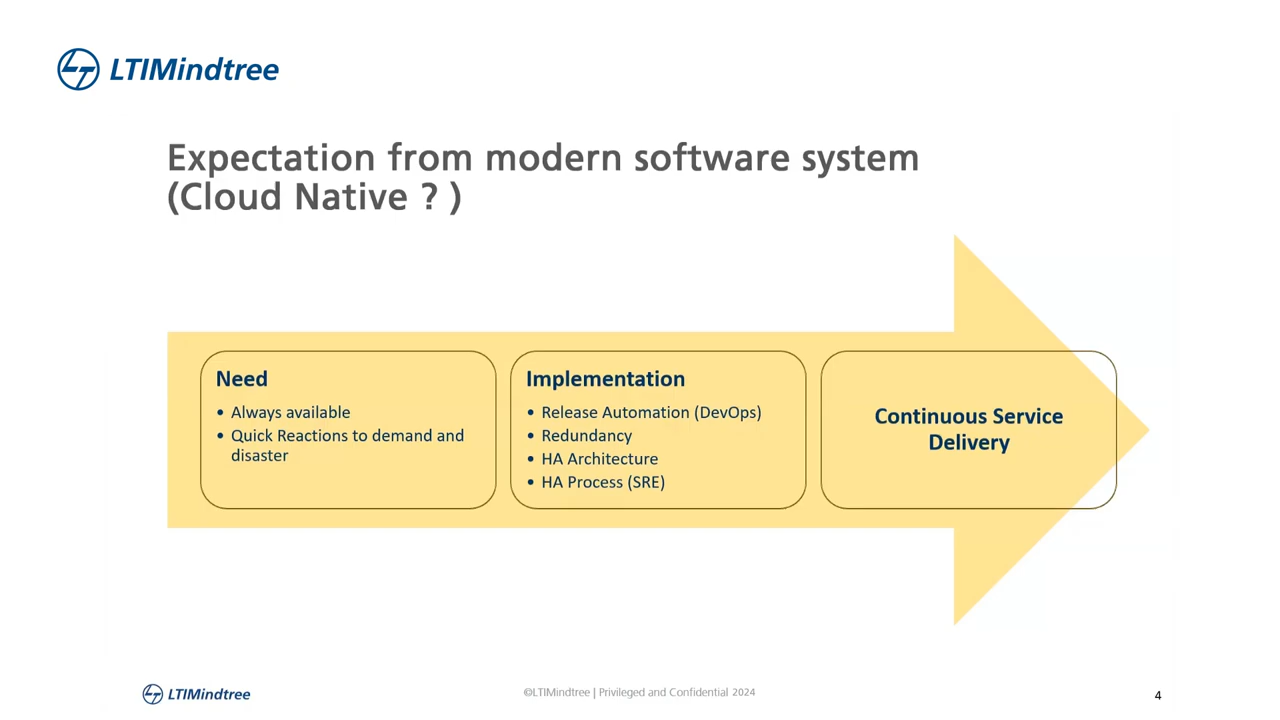 LTIMindtree
Expectation from modern software system
(Cloud Native ? )
Need
• Always available
• Quick Reactions to demand and
disaster
Implementation
• Release Automation (DevOps)
• Redundancy
• HA Architecture
• HA Process (SRE)
Continuous Service
Delivery
LTIMindtree
©LTIMindtree | Privileged and Confidential 2024
4